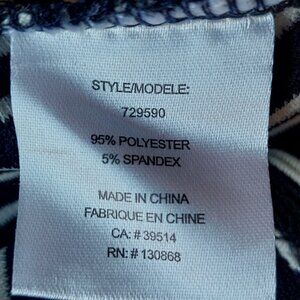 STYLE/MODELE:
729590
95% POLYESTER
5% SPANDEX
MADE IN CHINA
FABRIQUE EN CHINE
CA: # 39514
RN: # 130868